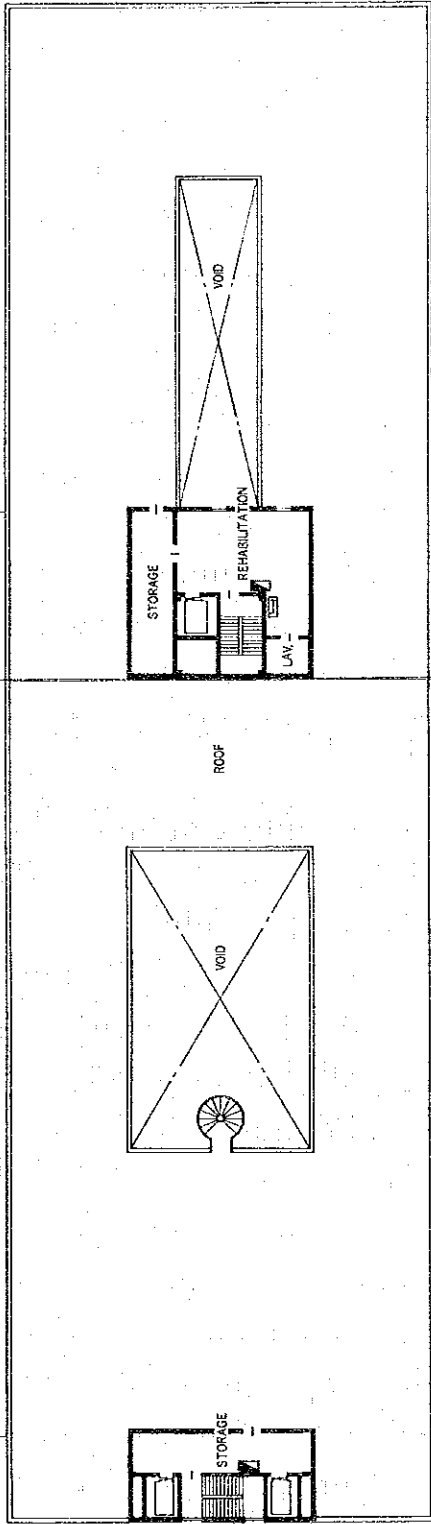 VOID
STORAGE
REHABILITATION
LAV.
ROOF
VOID
STORAGE